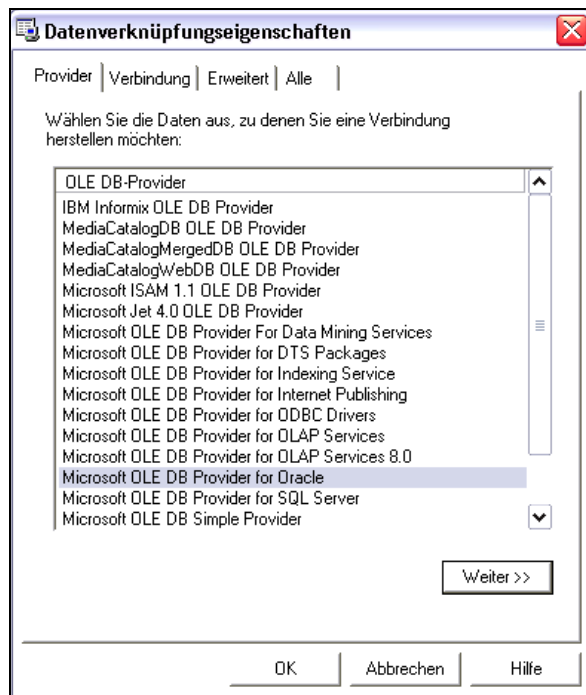 Datenverknüpfungseigenschaften
Provider Verbindung Erweitert Alle
Wählen Sie die Daten aus, zu denen Sie eine Verbindung
herstellen möchten:
OLE DB-Provider
IBM Informix OLE DB Provider
MediaCatalogDB OLE DB Provider
MediaCatalogMergedDB OLE DB Provider
MediaCatalogWebDB OLE DB Provider
Microsoft ISAM 1.1 OLE DB Provider
Microsoft Jet 4.0 OLE DB Provider
Microsoft OLE DB Provider For Data Mining Services
Microsoft OLE DB Provider for DTS Packages
Microsoft OLE DB Provider for Indexing Service
Microsoft OLE DB Provider for Internet Publishing
Microsoft OLE DB Provider for ODBC Drivers
Microsoft OLE DB Provider for OLAP Services
Microsoft OLE DB Provider for OLAP Services 8.0
Microsoft OLE DB Provider for Oracle
Microsoft OLE DB Provider for SQL Server
Microsoft OLE DB Simple Provider
Weiter >>
OK Abbrechen Hilfe